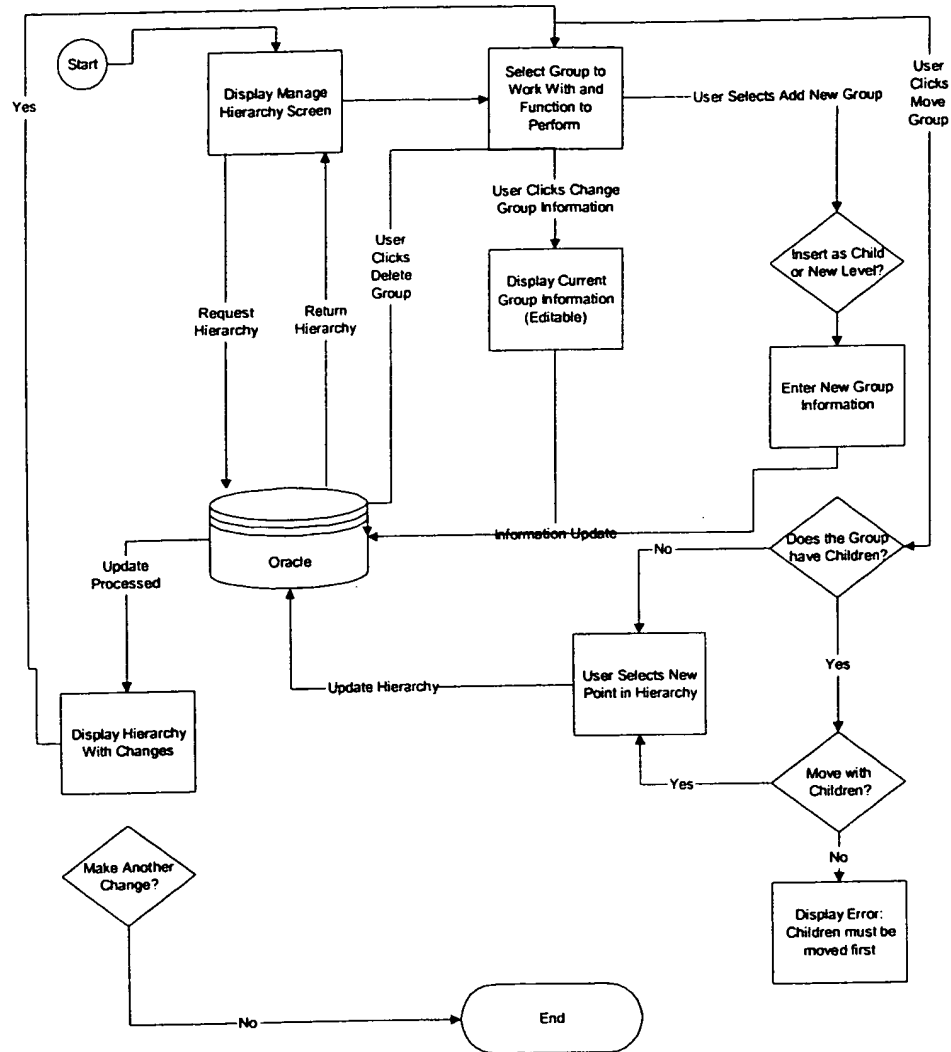 Start
Yes
Display Manage
Hierarchy Screen
Select Group to
Work With and
Function to
Perform
User Selects Add New Group
User
Clicks
Move
Group
User Clicks Change
Group Information
User
Clicks
Delete
Group
Insert as Child
or New Level?
Display Current
Group Information
(Editable)
Request
Hierarchy
Return
Hierarchy
Enter New Group
Information
Information Update
Oracle
No
Does the Group
have Children?
Update
Processed
Yes
User Selects New
Point in Hierarchy
Update Hierarchy
Display Hierarchy
With Changes
Move with
Children?
Yes
No
Make Another
Change?
Display Error:
Children must be
moved first
No
End